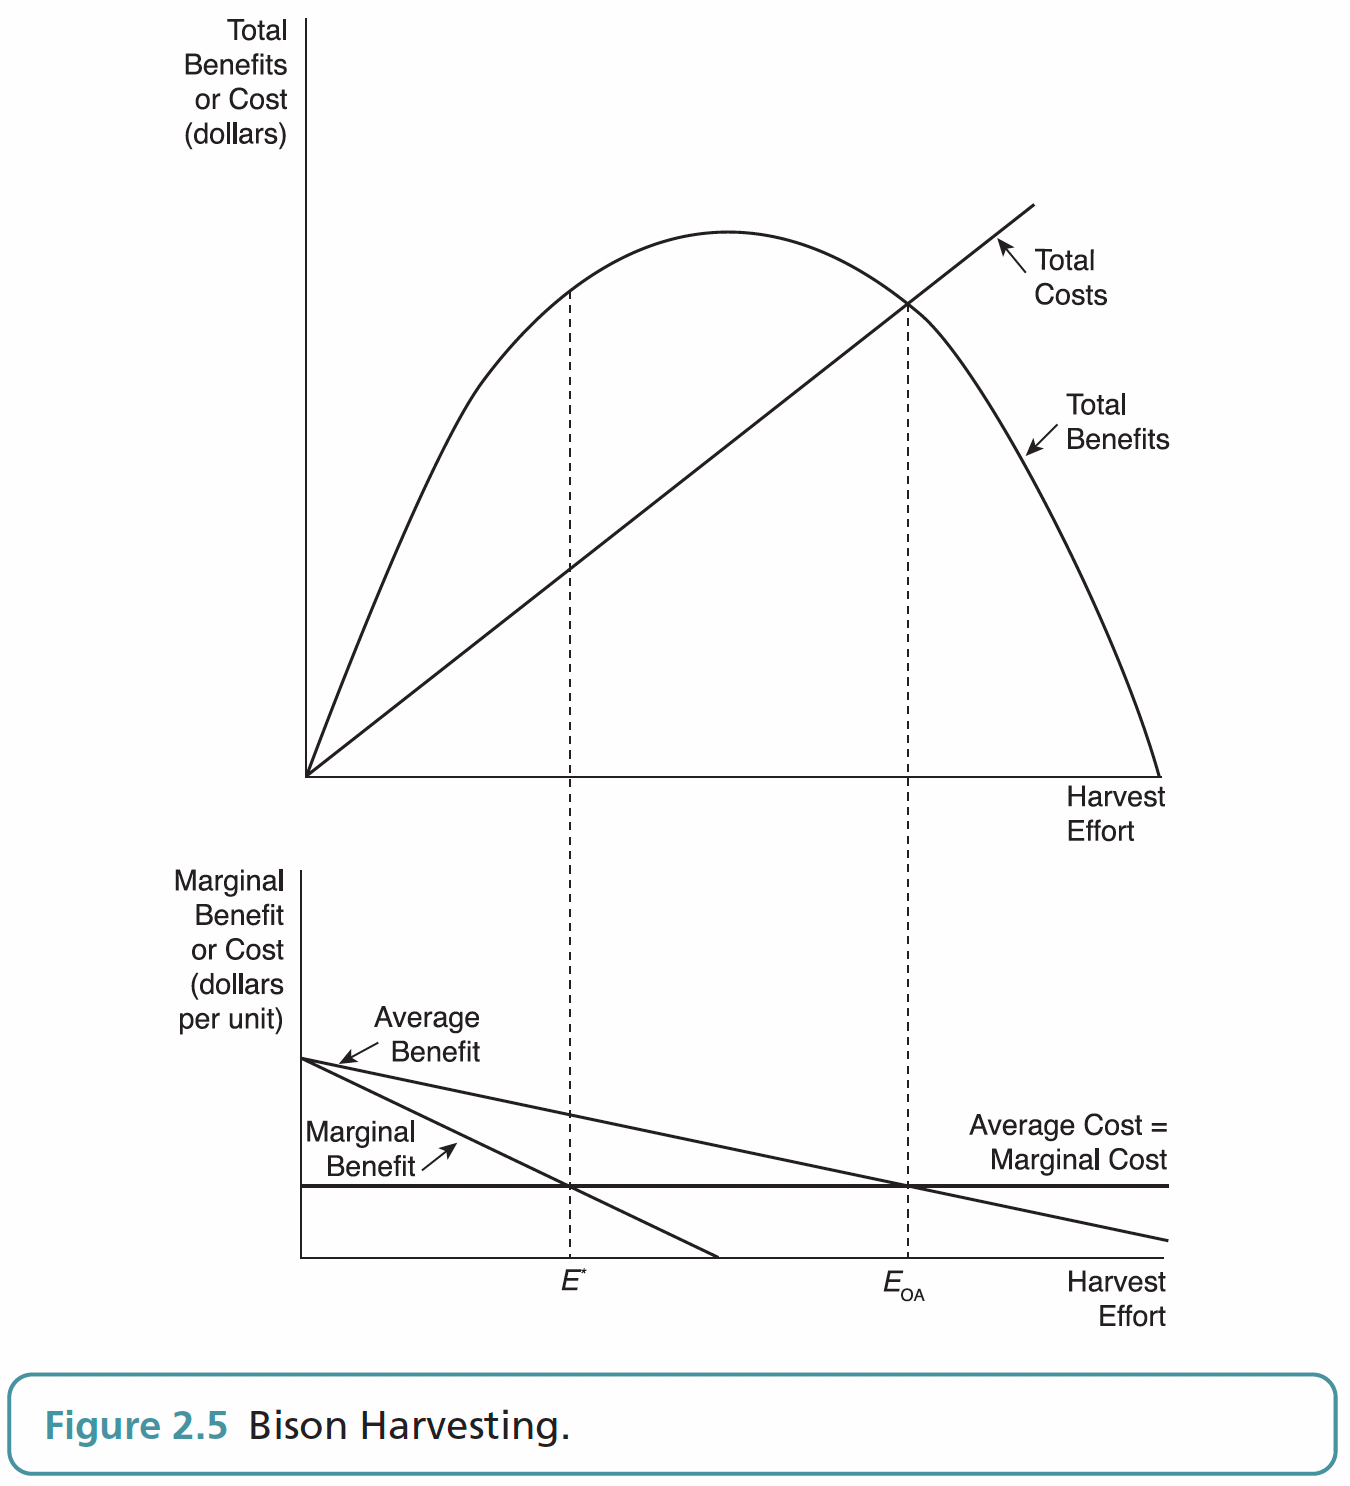 Total
Benefits
or Cost
(dollars)
Total
Costs
Total
Benefits
Harvest
Effort
Marginal
Benefit
or Cost
(dollars
per unit)
Average
Benefit
Marginal
Benefit
Average Cost =
Marginal Cost
E*
EOA
Harvest
Effort
Figure 2.5 Bison Harvesting.